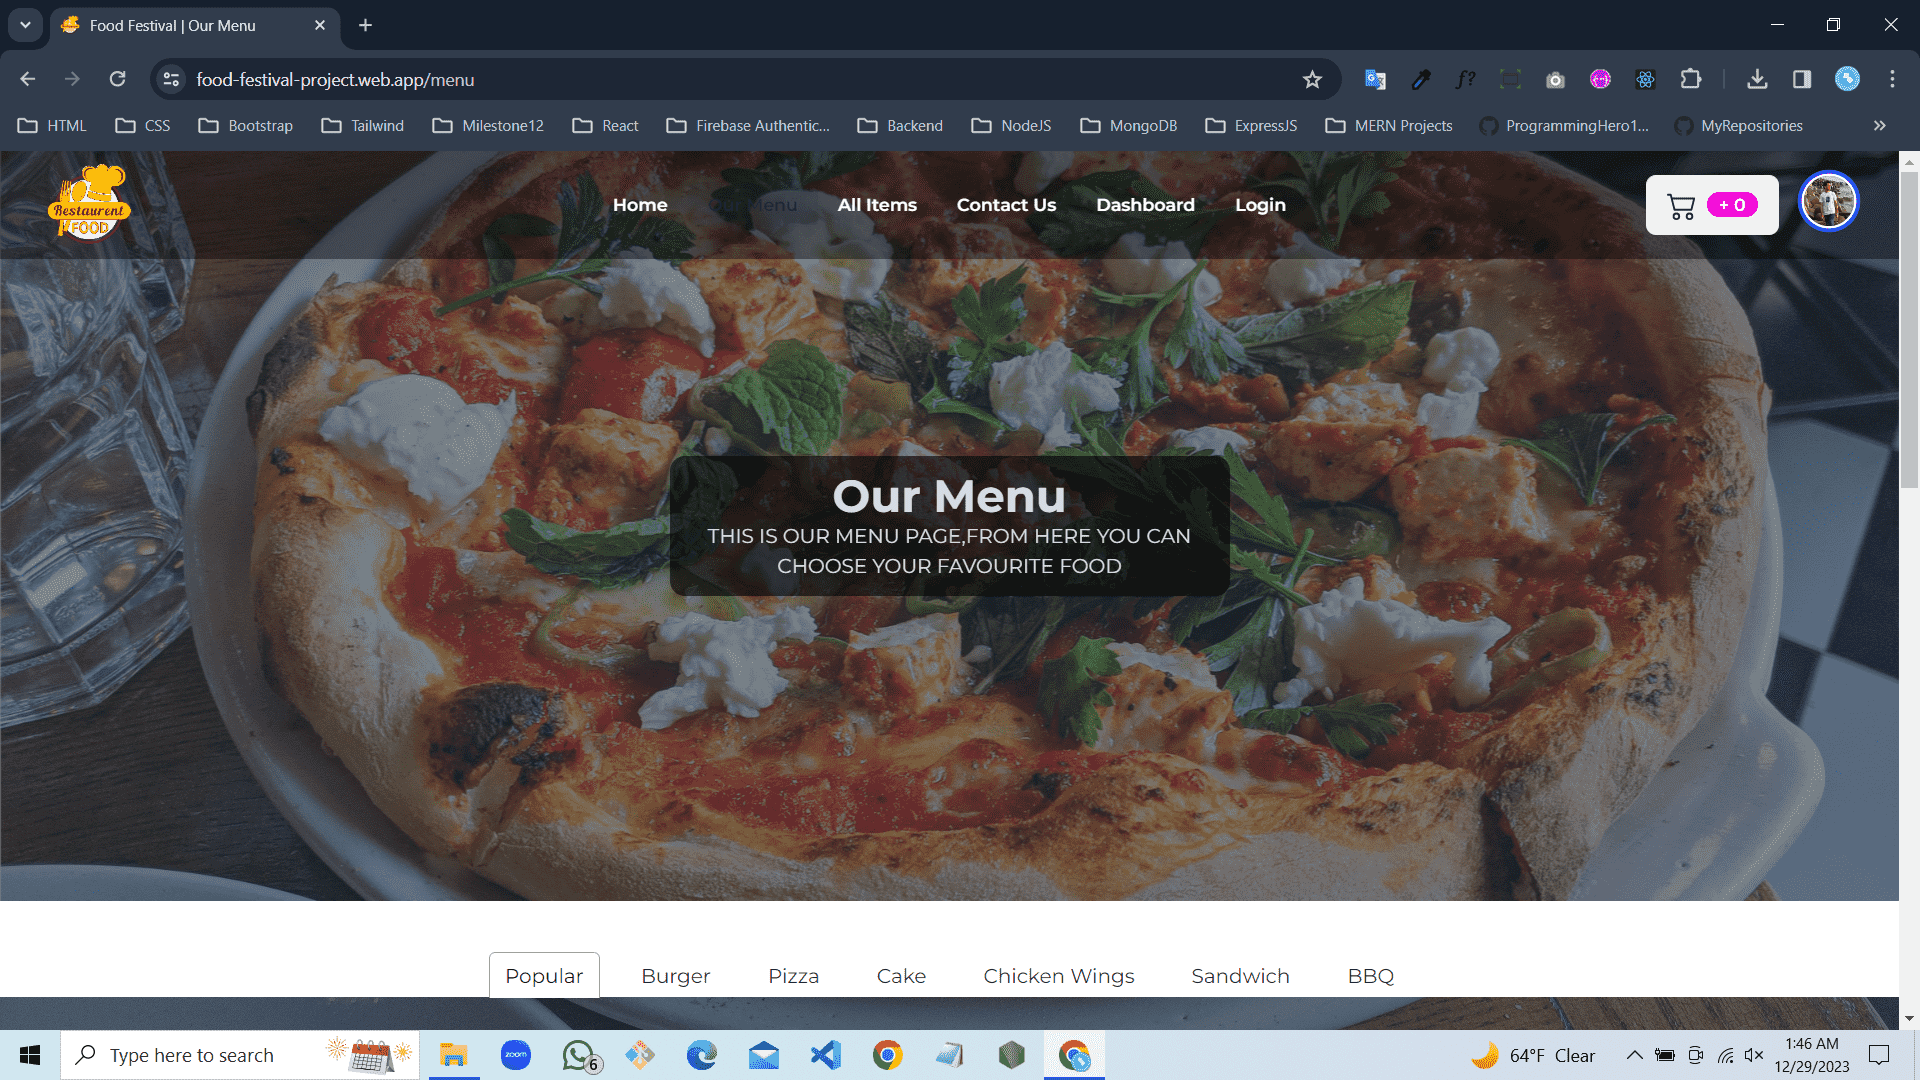 Food Festival | Our Menu
food-festival-project.web.app/menu
HTML CSS Bootstrap Tailwind Milestone12 React Firebase Authentic... Backend NodeJS MongoDB ExpressJS MERN Projects ProgrammingHero1... MyRepositories
Restaurent
FOOD
Home Our Menu All Items Contact Us Dashboard Login + 0
Our Menu
THIS IS OUR MENU PAGE,FROM HERE YOU CAN
CHOOSE YOUR FAVOURITE FOOD
Popular Burger Pizza Cake Chicken Wings Sandwich BBQ
Type here to search zoom 6 64°F Clear 1:46 AM
12/29/2023